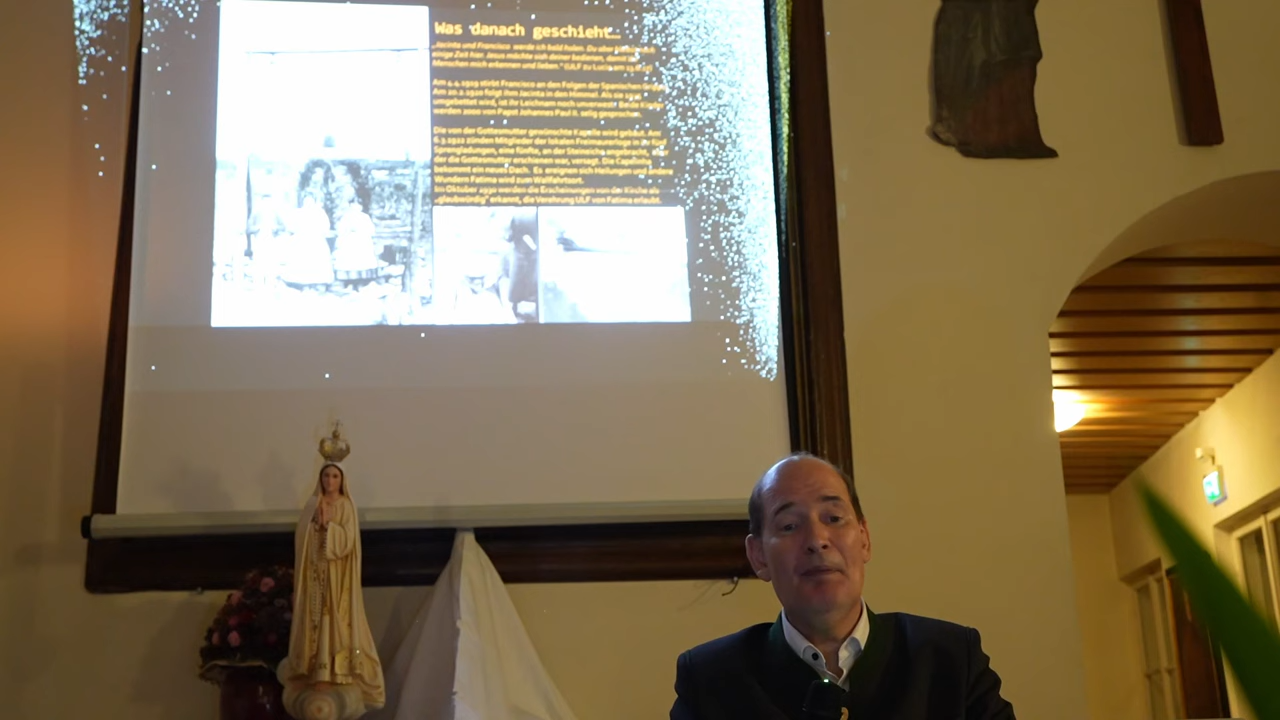 Was danach geschieht...
„Jacinta und Francisco werde ich bald holen. Du aber
einige Zeit hier. Jesus möchte sich deiner bedienen, damit die
Menschen mich erkennen und lieben." (ULF zu Lucia am
Am 4.4.1919 stirbt Francisco an den Folgen der Spanischen Grippe.
Am 20.2.1920 folgt ihm Jacinta in den Himmel. Als sie
umgebettet wird, ist ihr Leichnam noch unverwest. Beide Kinder
werden 2000 von Papst Johannes Paul II. selig gesprochen.
Die von der Gottesmutter gewünschte Kapelle wird gebaut. Am
6.3.1922 zünden Mitglieder der lokalen Freimaurerloge in ihr fünf
Sprengladungen, eine fünfte, an der Steineiche angebracht,
der die Gottesmutter erschienen war, versagt. Die Capelinha
bekommt ein neues Dach. Es ereignen sich Heilungen und andere
Wunder. Fatima wird zum Wallfahrtsort.
Im Oktober 1930 werden die Erscheinungen von der Kirche als
„glaubwürdig" erkannt, die Verehrung ULF von Fatima erlaubt.